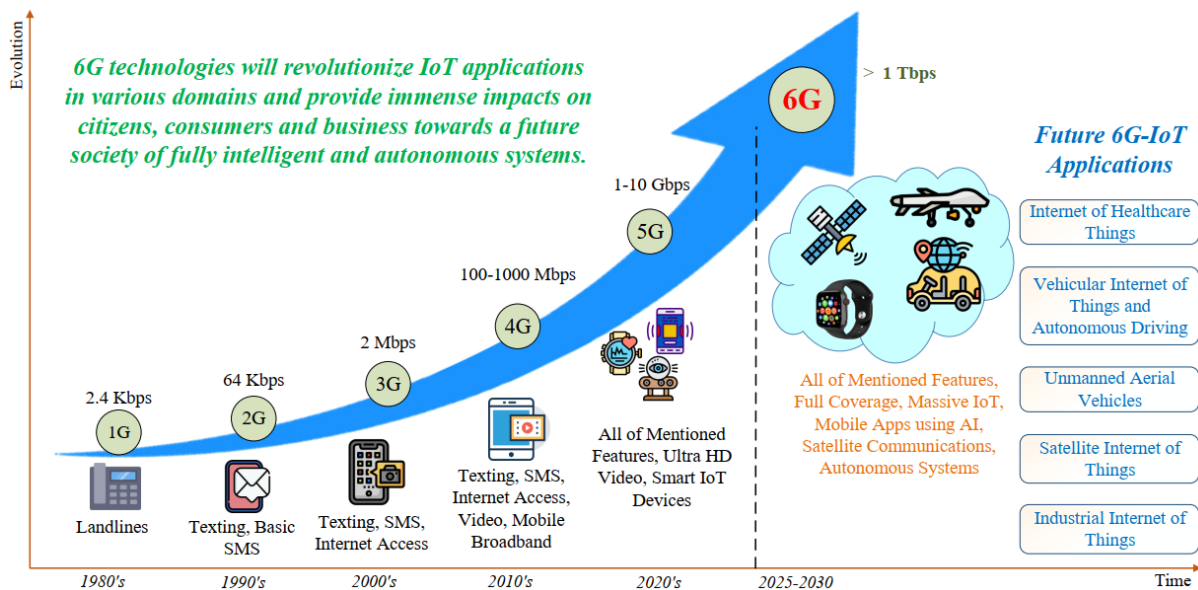 Evolution
6G technologies will revolutionize IoT applications
in various domains and provide immense impacts on
citizens, consumers and business towards a future
society of fully intelligent and autonomous systems.
6G
> 1 Tbps
1-10 Gbps
5G
100-1000 Mbps
4G
2 Mbps
3G
64 Kbps
2G
2.4 Kbps
1G
Landlines
Texting, Basic
SMS
Texting, SMS,
Internet Access
Texting, SMS,
Internet Access,
Video, Mobile
Broadband
All of Mentioned
Features, Ultra HD
Video, Smart IoT
Devices
All of Mentioned Features,
Full Coverage, Massive IoT,
Mobile Apps using AI,
Satellite Communications,
Autonomous Systems
Future 6G-IoT
Applications
Internet of Healthcare
Things
Vehicular Internet of
Things and
Autonomous Driving
Unmanned Aerial
Vehicles
Satellite Internet of
Things
Industrial Internet of
Things
1980's
1990's
2000's
2010's
2020's
2025-2030
Time